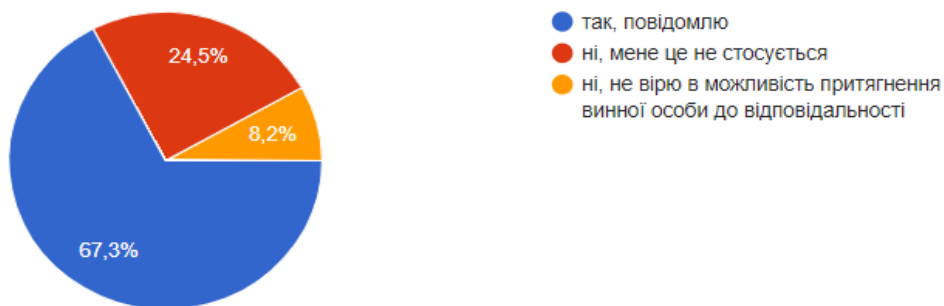 24,5%
8,2%
67,3%
так, повідомлю
ні, мене це не стосується
ні, не вірю в можливість притягнення
винної особи до відповідальності